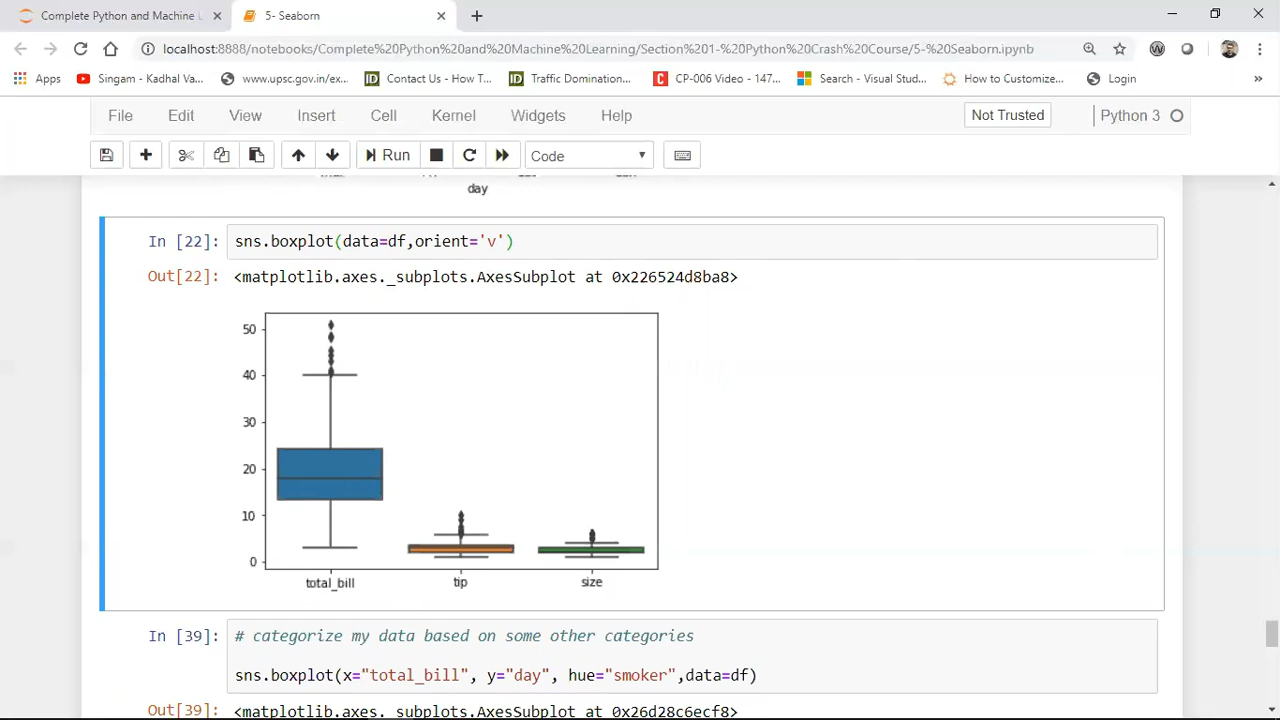 Complete Python and Machine L
5- Seaborn
localhost:8888/notebooks/Complete%20Python%20and%20Machine%20Learning/Section%201-%20Python%20Crash%20Course/5-%20Seaborn.ipynb
Apps
Singam - Kadhal Va...
www.upsc.gov.in/ex...
Contact Us - How T...
Traffic Domination...
CP-006 video - 147...
Search - Visual Stud...
How to Customize...
Login
»
File Edit View Insert Cell Kernel Widgets Help
Not Trusted
Python 3
Run
Code
day
In [22]: sns.boxplot(data=df,orient='v')
Out[22]: <matplotlib.axes._subplots.AxesSubplot at 0x226524d8ba8>
50
40
30
20
10
0
total_bill tip size
In [39]: # categorize my data based on some other categories
sns.boxplot(x="total_bill", y="day", hue="smoker",data=df)
Out[39]: <matplotlib.axes._subplots.AxesSubplot at 0x26d28c6ecf8>